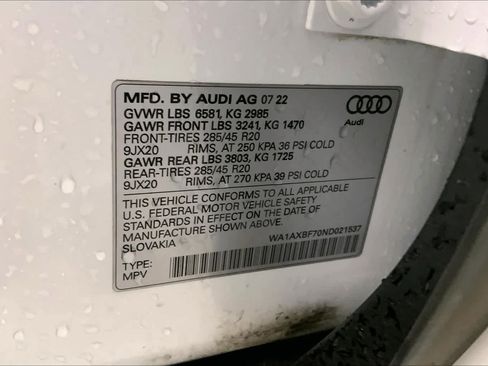 MFD. BY AUDI AG 07 22
GVWR LBS 6581, KG 2985
GAWR FRONT LBS 3241, KG 1470
FRONT-TIRES 285/45 R20
9JX20 RIMS, AT 250 KPA 36 PSI COLD
GAWR REAR LBS 3803, KG 1725
REAR-TIRES 285/45 R20
9JX20 RIMS, AT 270 KPA 39 PSI COLD
THIS VEHICLE CONFORMS TO ALL APPLICABLE
U.S. FEDERAL MOTOR VEHICLE SAFETY
STANDARDS IN EFFECT ON THE DATE OF
MANUFACTURE SHOWN ABOVE.
SLOVAKIA
Audi
TYPE:
MPV
WA1AXBF70ND021537